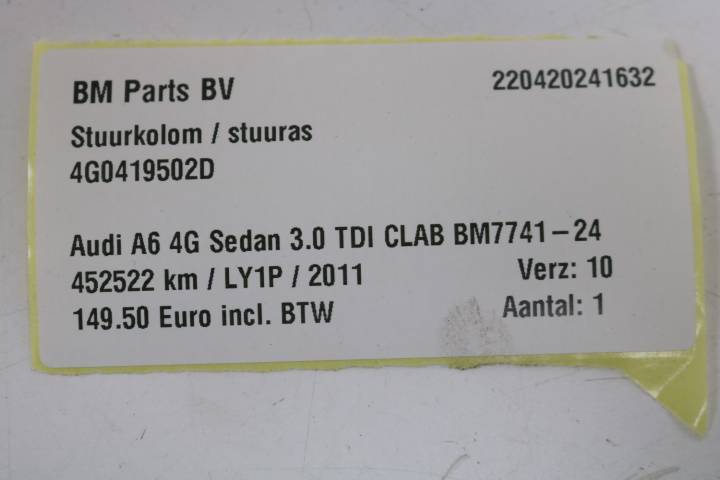 BM Parts BV 220420241632
Stuurkolom / stuuras
4G0419502D
Audi A6 4G Sedan 3.0 TDI CLAB BM7741-24
452522 km / LY1P / 2011 Verz: 10
149.50 Euro incl. BTW Aantal: 1